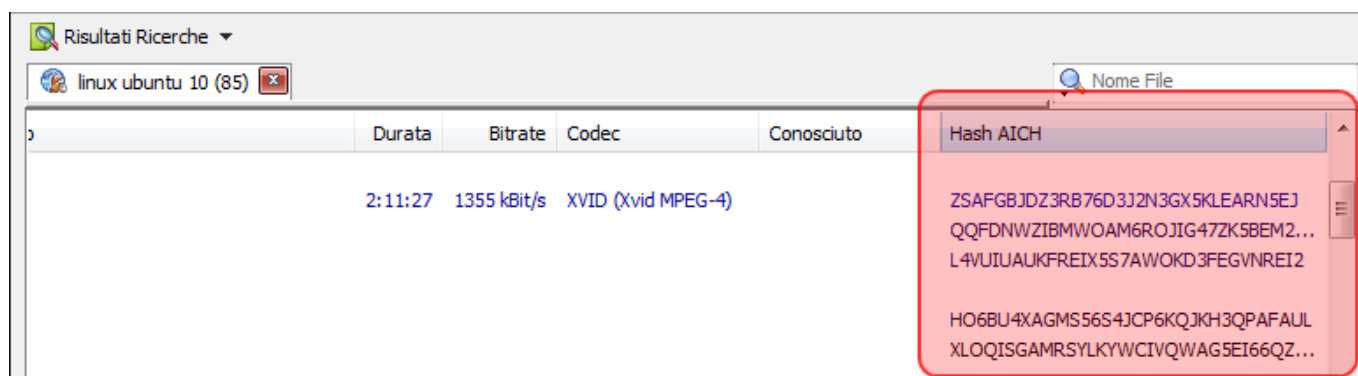 Risultati Ricerche
linux ubuntu 10 (85)
Nome File
Durata Bitrate Codec Conosciuto Hash AICH
2:11:27 1355 kBit/s XVID (Xvid MPEG-4) ZSAFGBJDZ3RB76D3J2N3GX5KLEARN5EJ
QQFDNWZIBMWOAM6ROJIG47ZK5BEM2...
L4VUIUAUKFREIX5S7AWOKD3FEGVNREI2
HO6BU4XAGMS56S4JCP6KQJKH3QPAFAUL
XLOQISGAMRSYLKYWCIVQWAG5EI66QZ...